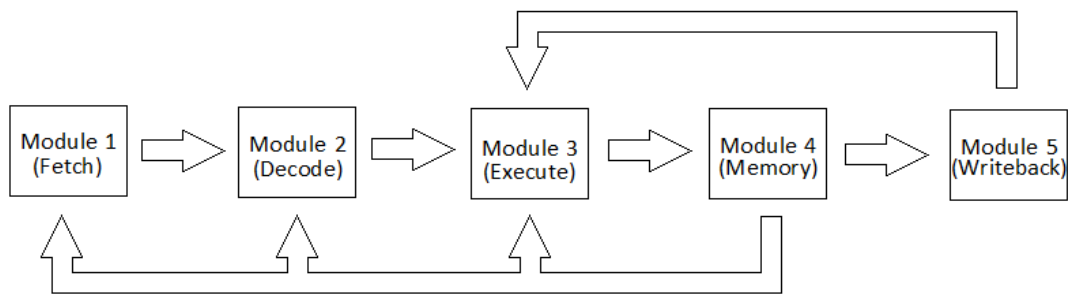 Module 1
(Fetch)
Module 2
(Decode)
Module 3
(Execute)
Module 4
(Memory)
Module 5
(Writeback)